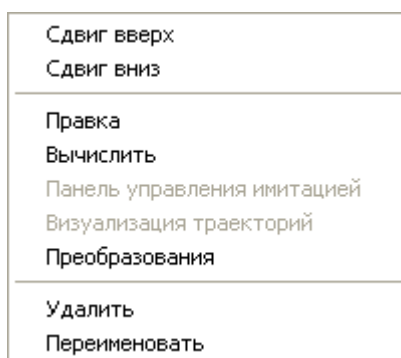 Сдвиг вверх
Сдвиг вниз
Правка
Вычислить
Панель управления имитацией
Визуализация траекторий
Преобразования
Удалить
Переименовать